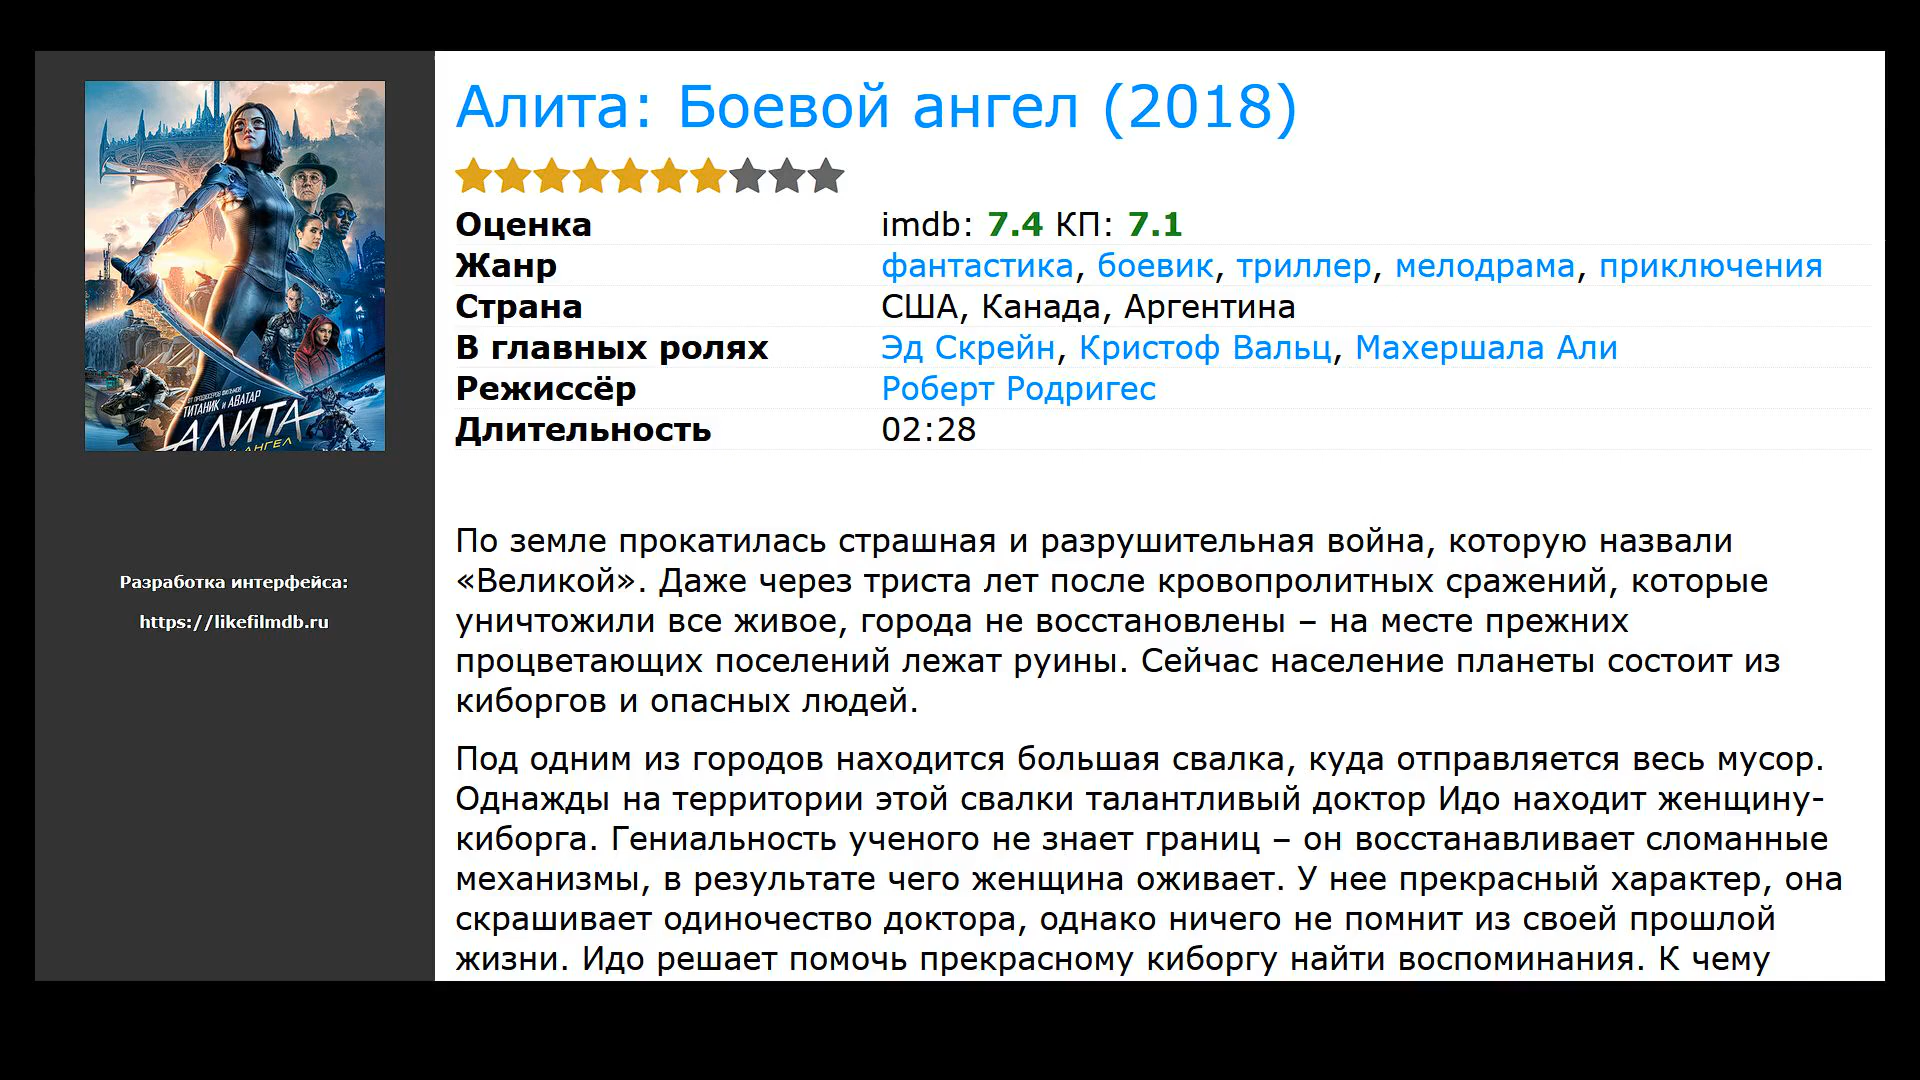 Алита: Боевой ангел (2018)
Оценка imdb: 7.4 КП: 7.1
Жанр фантастика, боевик, триллер, мелодрама, приключения
Страна США, Канада, Аргентина
В главных ролях Эд Скрейн, Кристоф Вальц, Махершала Али
Режиссёр Роберт Родригес
Длительность 02:28
ОТ ПРОДЮСЕРОВ ФИЛЬМОВ
ТИТАНИК и АВАТАР
АЛИТА
АНГЕЛ
Разработка интерфейса:
https://likefilmdb.ru
По земле прокатилась страшная и разрушительная война, которую назвали
«Великой». Даже через триста лет после кровопролитных сражений, которые
уничтожили все живое, города не восстановлены – на месте прежних
процветающих поселений лежат руины. Сейчас население планеты состоит из
киборгов и опасных людей.
Под одним из городов находится большая свалка, куда отправляется весь мусор.
Однажды на территории этой свалки талантливый доктор Идо находит женщину-
киборга. Гениальность ученого не знает границ – он восстанавливает сломанные
механизмы, в результате чего женщина оживает. У нее прекрасный характер, она
скрашивает одиночество доктора, однако ничего не помнит из своей прошлой
жизни. Идо решает помочь прекрасному киборгу найти воспоминания. К чему